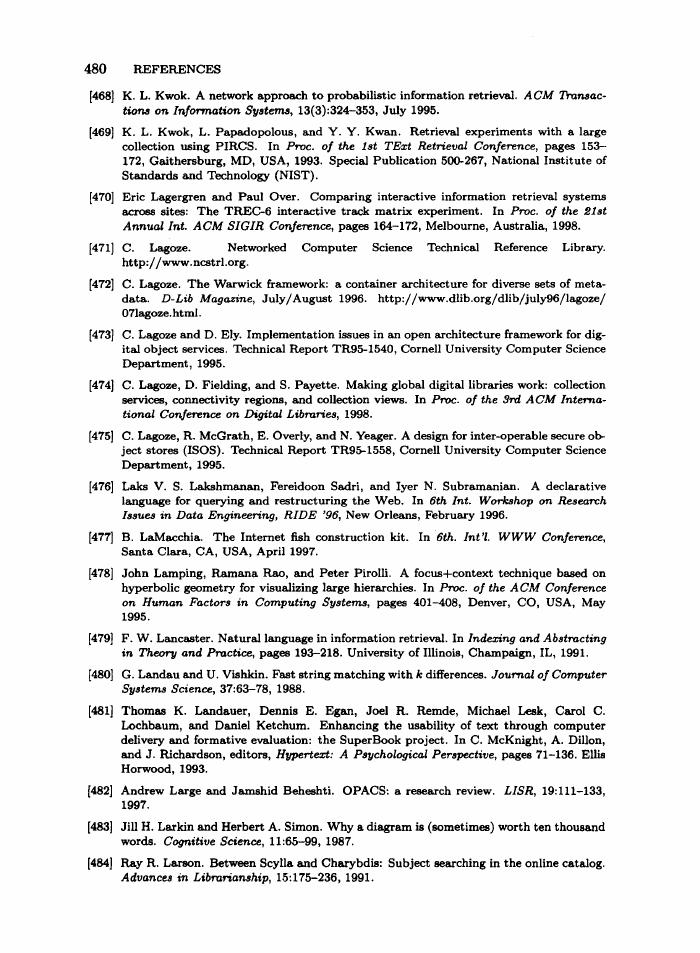 480 REFERENCES
[468] K. L. Kwok. A network approach to probabilistic information retrieval. ACM Transac-
tions on Information Systems, 13(3):324–353, July 1995.
[469] K. L. Kwok, L. Papadopolous, and Y. Y. Kwan. Retrieval experiments with a large
collection using PIRCS. In Proc. of the 1st TExt Retrieval Conference, pages 153–
172, Gaithersburg, MD, USA, 1993. Special Publication 500-267, National Institute of
Standards and Technology (NIST).
[470] Eric Lagergren and Paul Over. Comparing interactive information retrieval systems
across sites: The TREC-6 interactive track matrix experiment. In Proc. of the 21st
Annual Int. ACM SIGIR Conference, pages 164–172, Melbourne, Australia, 1998.
[471] C. Lagoze. Networked Computer Science Technical Reference Library.
http://www.ncstrl.org.
[472] C. Lagoze. The Warwick framework: a container architecture for diverse sets of meta-
data. D-Lib Magazine, July/August 1996. http://www.dlib.org/dlib/july96/lagoze/
07lagoze.html.
[473] C. Lagoze and D. Ely. Implementation issues in an open architecture framework for dig-
ital object services. Technical Report TR95-1540, Cornell University Computer Science
Department, 1995.
[474] C. Lagoze, D. Fielding, and S. Payette. Making global digital libraries work: collection
services, connectivity regions, and collection views. In Proc. of the 3rd ACM Interna-
tional Conference on Digital Libraries, 1998.
[475] C. Lagoze, R. McGrath, E. Overly, and N. Yeager. A design for inter-operable secure ob-
ject stores (ISOS). Technical Report TR95-1558, Cornell University Computer Science
Department, 1995.
[476] Laks V. S. Lakshmanan, Fereidoon Sadri, and Iyer N. Subramanian. A declarative
language for querying and restructuring the Web. In 6th Int. Workshop on Research
Issues in Data Engineering, RIDE '96, New Orleans, February 1996.
[477] B. LaMacchia. The Internet fish construction kit. In 6th. Int'l. WWW Conference,
Santa Clara, CA, USA, April 1997.
[478] John Lamping, Ramana Rao, and Peter Pirolli. A focus+context technique based on
hyperbolic geometry for visualizing large hierarchies. In Proc. of the ACM Conference
on Human Factors in Computing Systems, pages 401–408, Denver, CO, USA, May
1995.
[479] F. W. Lancaster. Natural language in information retrieval. In Indexing and Abstracting
in Theory and Practice, pages 193–218. University of Illinois, Champaign, IL, 1991.
[480] G. Landau and U. Vishkin. Fast string matching with k differences. Journal of Computer
Systems Science, 37:63–78, 1988.
[481] Thomas K. Landauer, Dennis E. Egan, Joel R. Remde, Michael Lesk, Carol C.
Lochbaum, and Daniel Ketchum. Enhancing the usability of text through computer
delivery and formative evaluation: the SuperBook project. In C. McKnight, A. Dillon,
and J. Richardson, editors, Hypertext: A Psychological Perspective, pages 71–136. Ellis
Horwood, 1993.
[482] Andrew Large and Jamshid Beheshti. OPACS: a research review. LISR, 19:111–133,
1997.
[483] Jill H. Larkin and Herbert A. Simon. Why a diagram is (sometimes) worth ten thousand
words. Cognitive Science, 11:65–99, 1987.
[484] Ray R. Larson. Between Scylla and Charybdis: Subject searching in the online catalog.
Advances in Librarianship, 15:175–236, 1991.